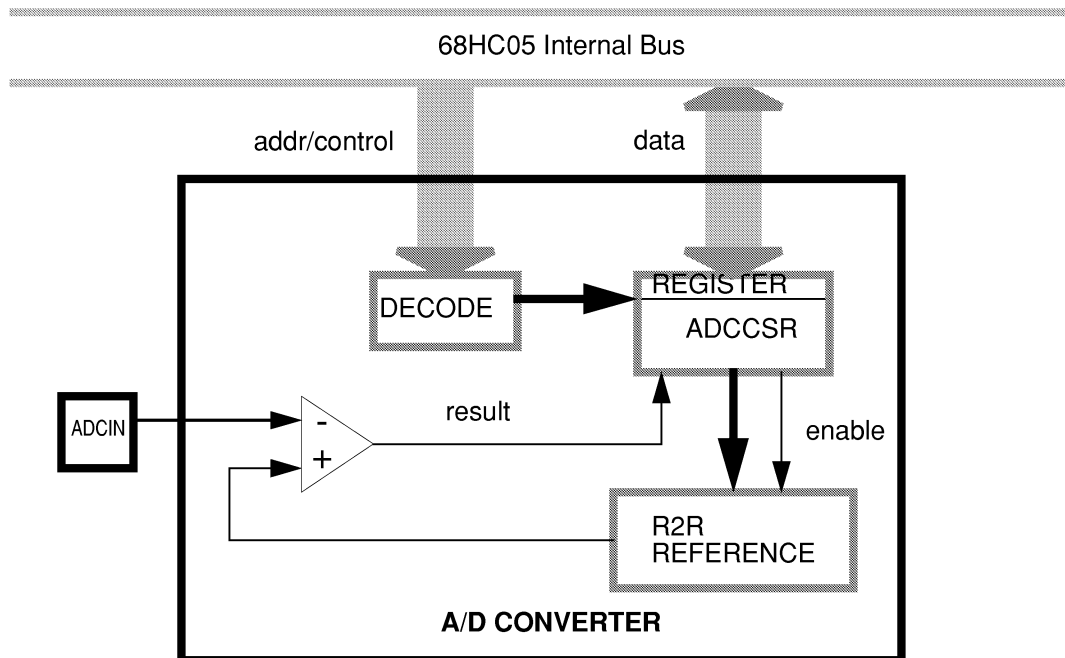 68HC05 Internal Bus
addr/control
data
REGISTER
DECODE
ADCCSR
ADCIN
result
-
+
enable
R2R
REFERENCE
A/D CONVERTER